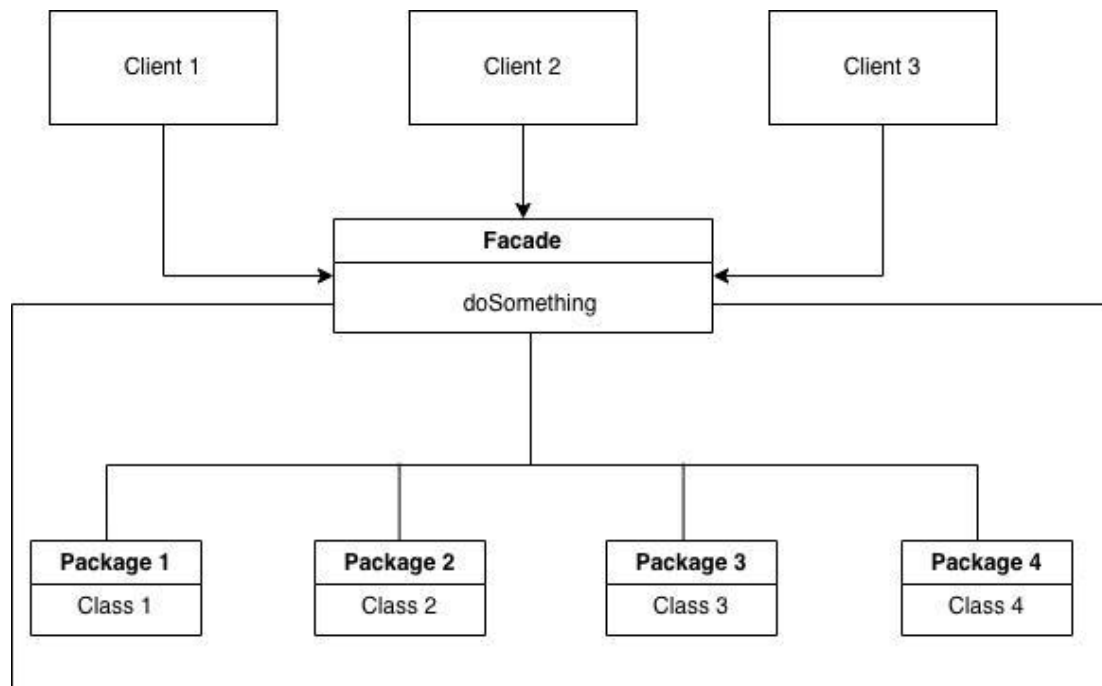 Client 1
Client 2
Client 3
Facade
doSomething
Package 1
Class 1
Package 2
Class 2
Package 3
Class 3
Package 4
Class 4